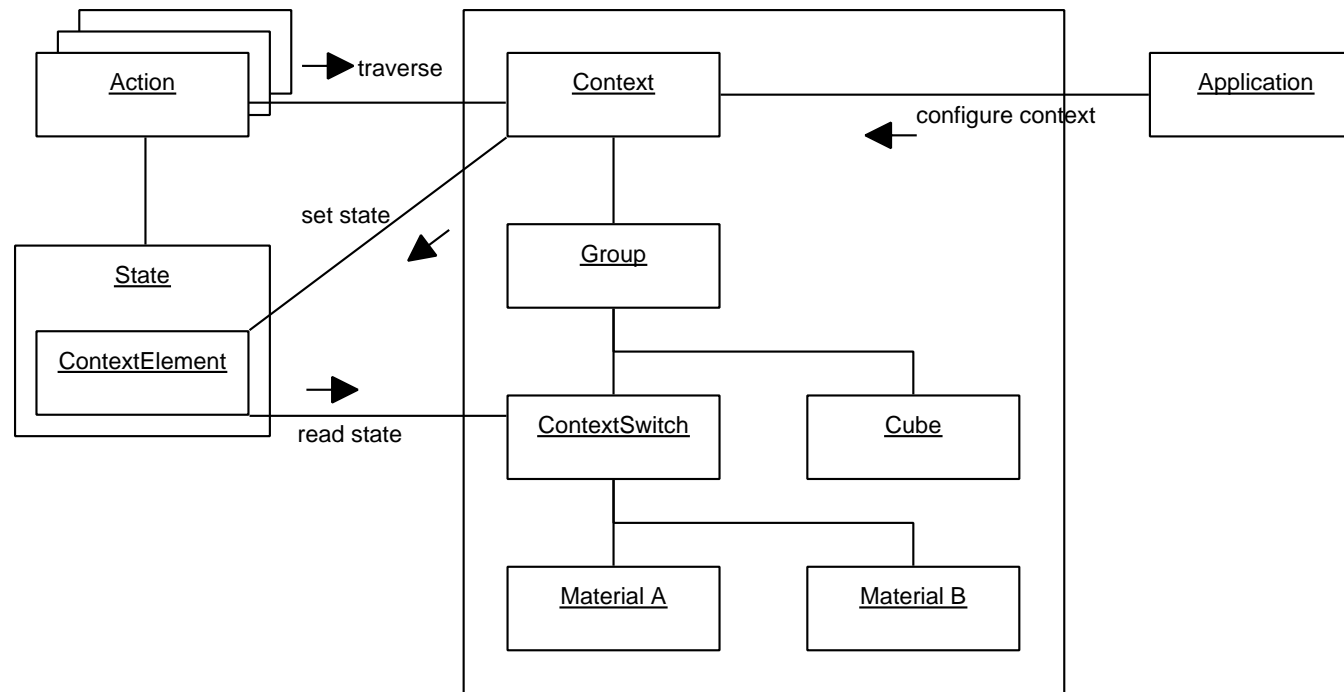 Action
traverse
Context
Application
configure context
set state
Group
State
ContextElement
read state
ContextSwitch
Cube
Material A
Material B